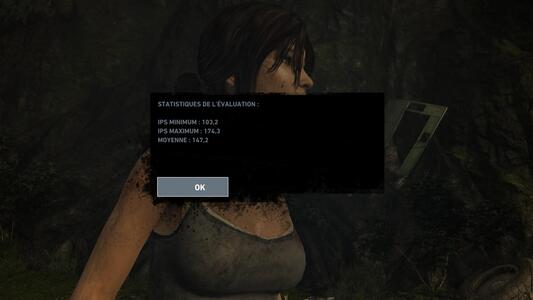 STATISTIQUES DE L'ÉVALUATION :
IPS MINIMUM : 103,2
IPS MAXIMUM : 174,3
MOYENNE : 147,2
OK